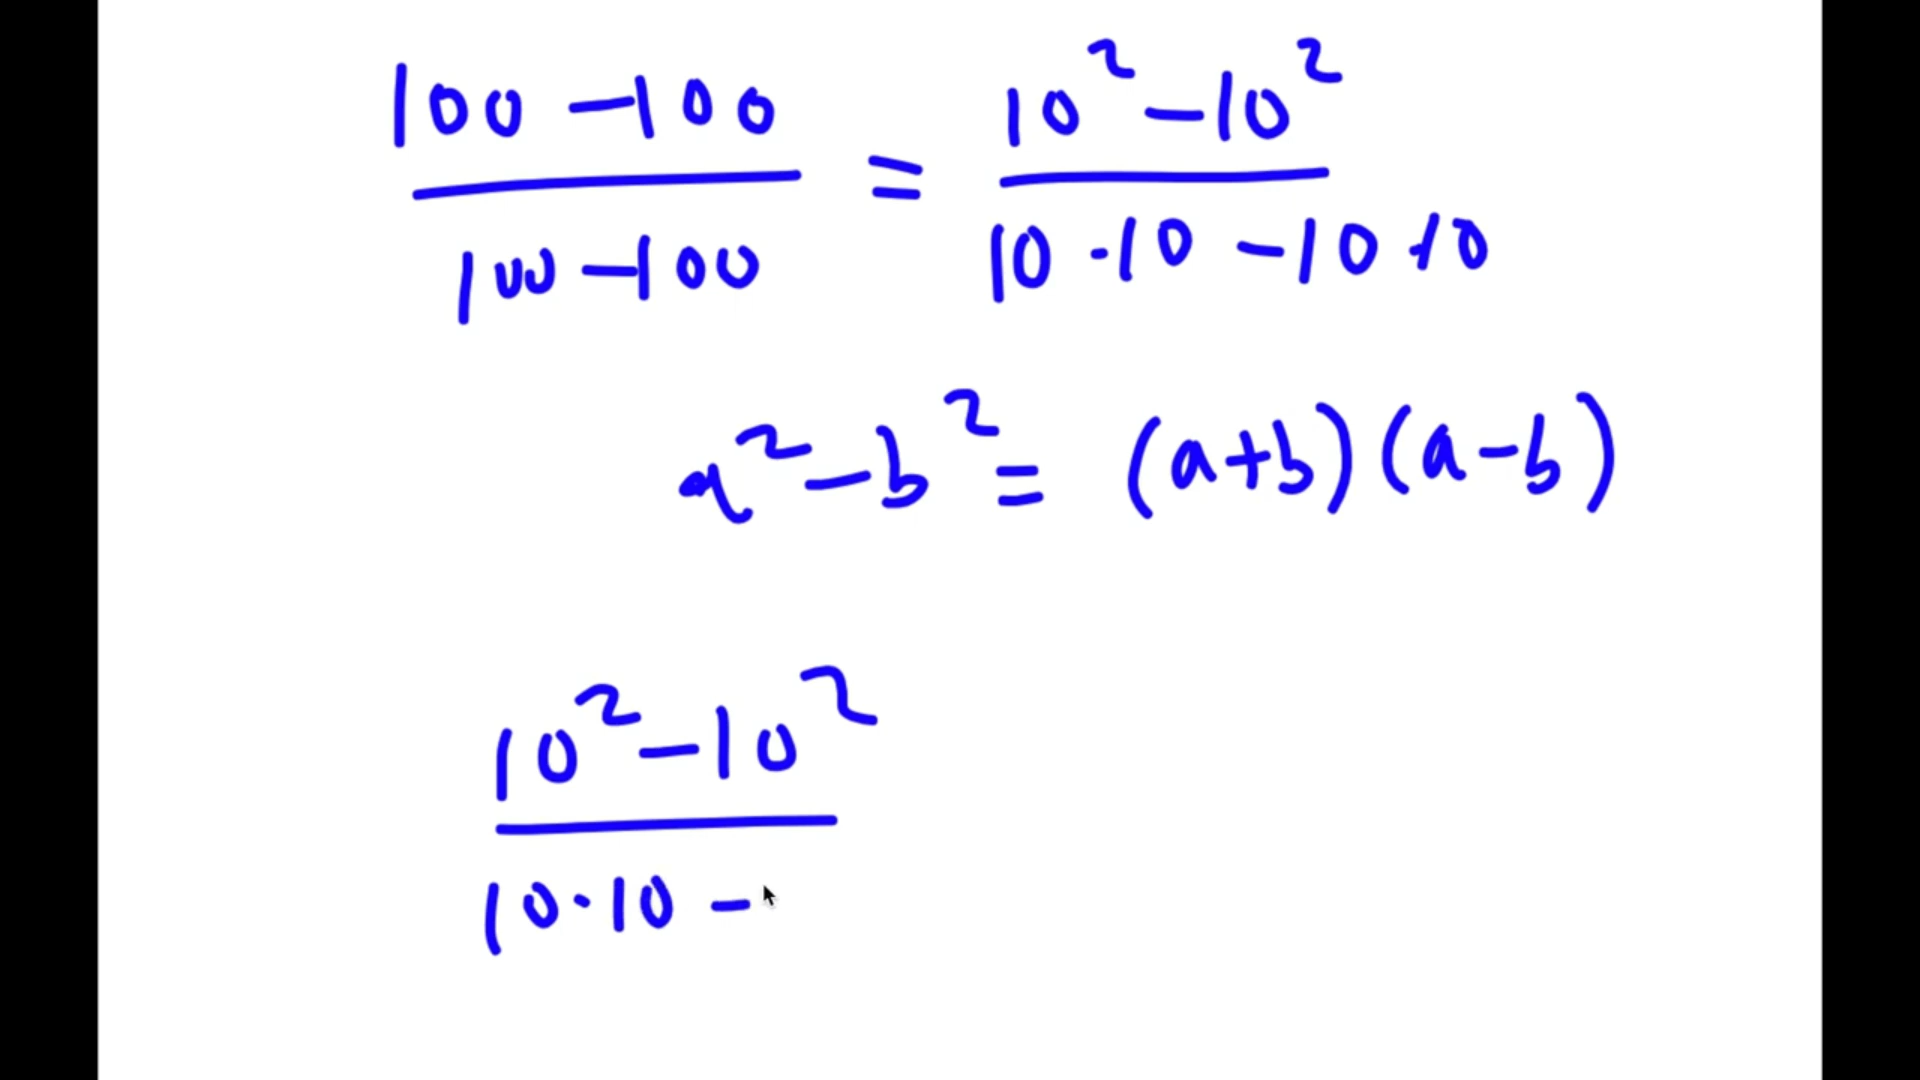 100 - 100 / 100 - 100 = 10² - 10² / 10 · 10 - 10 · 10
a² - b² = (a+b)(a-b)
10² - 10² / 10 · 10 -